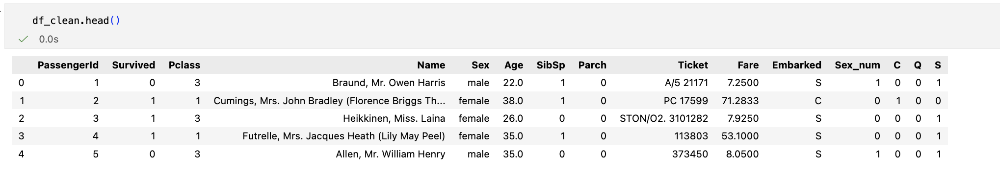 df_clean.head()
0.0s
PassengerId Survived Pclass Name Sex Age SibSp Parch Ticket Fare Embarked Sex_num C Q S
0 1 0 3 Braund, Mr. Owen Harris male 22.0 1 0 A/5 21171 7.2500 S 1 0 0 1
1 2 1 1 Cumings, Mrs. John Bradley (Florence Briggs Th... female 38.0 1 0 PC 17599 71.2833 C 0 1 0 0
2 3 1 3 Heikkinen, Miss. Laina female 26.0 0 0 STON/O2. 3101282 7.9250 S 0 0 0 1
3 4 1 1 Futrelle, Mrs. Jacques Heath (Lily May Peel) female 35.0 1 0 113803 53.1000 S 0 0 0 1
4 5 0 3 Allen, Mr. William Henry male 35.0 0 0 373450 8.0500 S 1 0 0 1